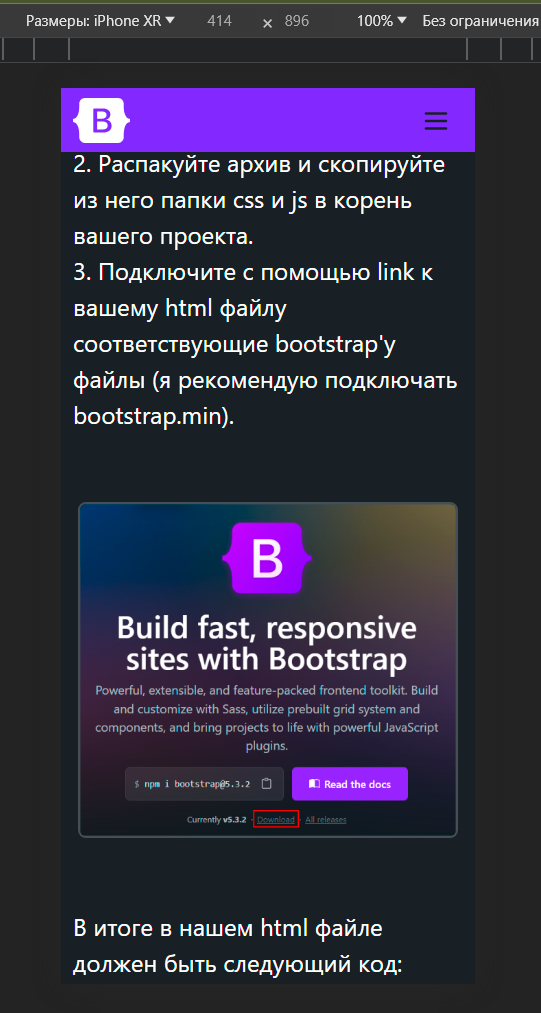 Размеры: iPhone XR 414 × 896 100% Без ограничения
B
2. Распакуйте архив и скопируйте
из него папки css и js в корень
вашего проекта.
3. Подключите с помощью link к
вашему html файлу
соответствующие bootstrap'у
файлы (я рекомендую подключать
bootstrap.min).
B
Build fast, responsive
sites with Bootstrap
Powerful, extensible, and feature-packed frontend toolkit. Build
and customize with Sass, utilize prebuilt grid system and
components, and bring projects to life with powerful JavaScript
plugins.
$ npm i bootstrap@5.3.2 Read the docs
Currently v5.3.2 · Download · All releases
В итоге в нашем html файле
должен быть следующий код: